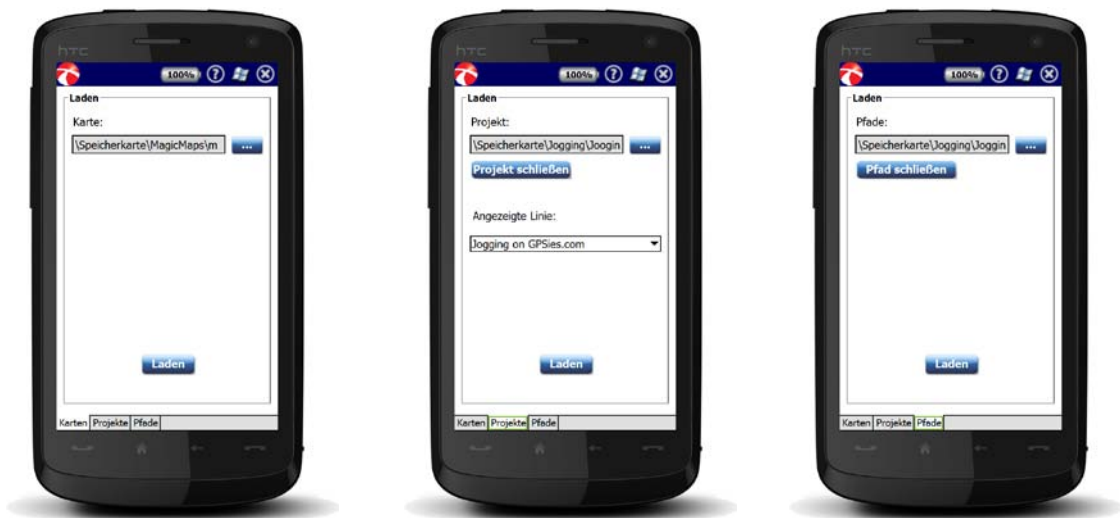 htc
100%
?
Laden
Karte:
\Speicherkarte\MagicMaps\m
...
Laden
Karten Projekte Pfade
htc
100%
?
Laden
Projekt:
\Speicherkarte\Jogging\Joogin
...
Projekt schließen
Angezeigte Linie:
Jogging on GPSies.com
Laden
Karten Projekte Pfade
htc
100%
?
Laden
Pfade:
\Speicherkarte\Jogging\Joggin
...
Pfad schließen
Laden
Karten Projekte Pfade